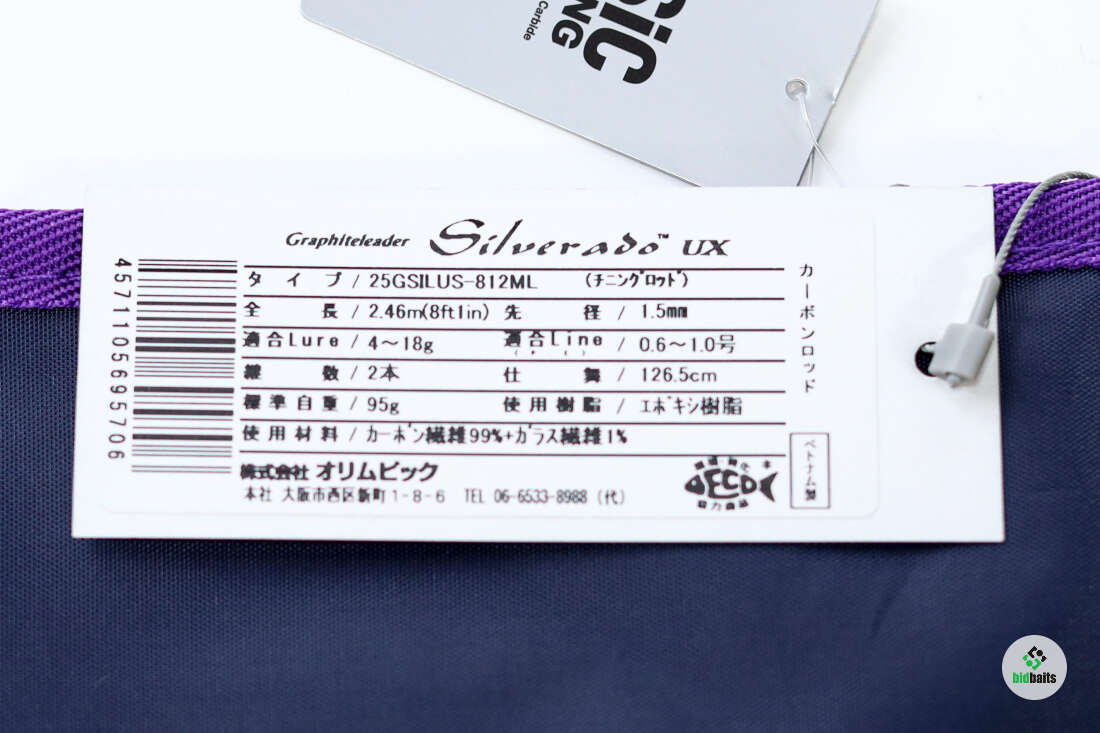 SiC
NG
Carbide
Graphiteleader Silverado™ UX
タイプ / 25GSILUS-812ML (チニングロッド)
全長 / 2.46m(8ft1in) 先径 / 1.5mm
適合Lure / 4～18g 適合Line / 0.6～1.0号
継数 / 2本 仕舞 / 126.5cm
標準自重 / 95g 使用樹脂 / エポキシ樹脂
使用材料 / カーボン繊維99%+ガラス繊維1%
株式会社 オリムピック
本社 大阪市西区新町1-8-6 TEL 06-6533-8988 (代)
4571105695706
カーボンロッド
ECO
協力商品
ベトナム製
bidbaits